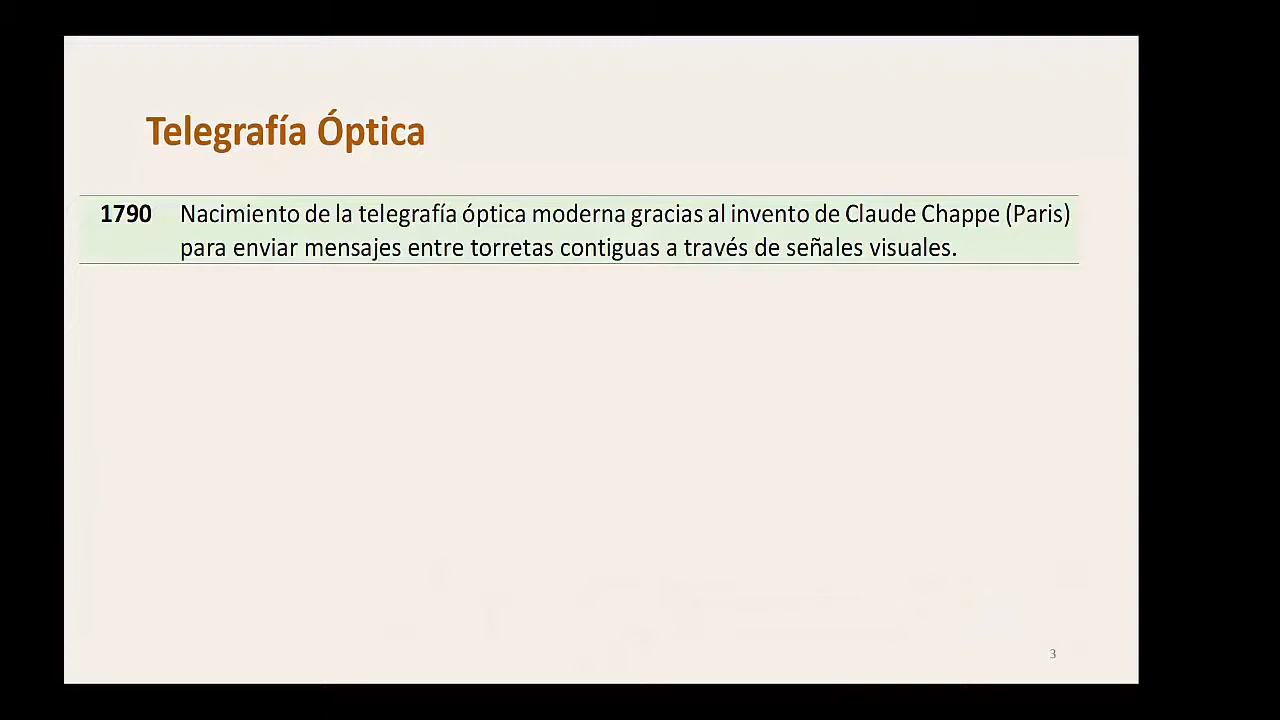 Telegrafía Óptica
1790 Nacimiento de la telegrafía óptica moderna gracias al invento de Claude Chappe (Paris)
para enviar mensajes entre torretas contiguas a través de señales visuales.
3